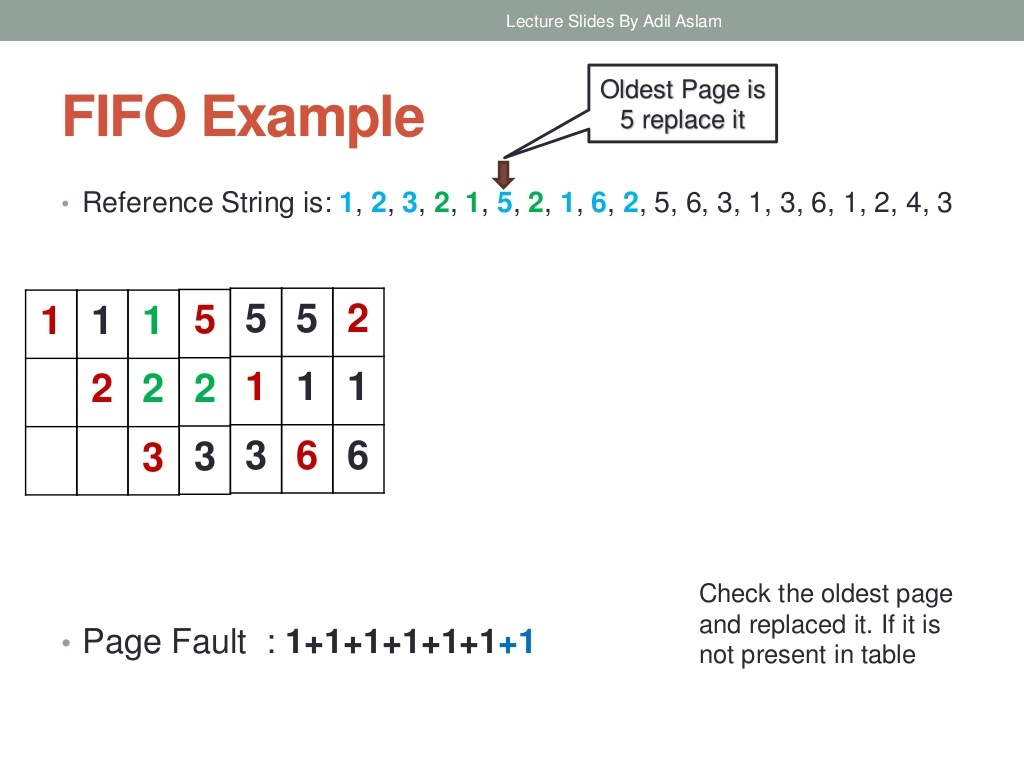 Lecture Slides By Adil Aslam
Oldest Page is
5 replace it
FIFO Example
• Reference String is: 1, 2, 3, 2, 1, 5, 2, 1, 6, 2, 5, 6, 3, 1, 3, 6, 1, 2, 4, 3
1 1 1 5 5 5 2
2 2 2 1 1 1
3 3 3 6 6
Check the oldest page
and replaced it. If it is
not present in table
• Page Fault : 1+1+1+1+1+1+1